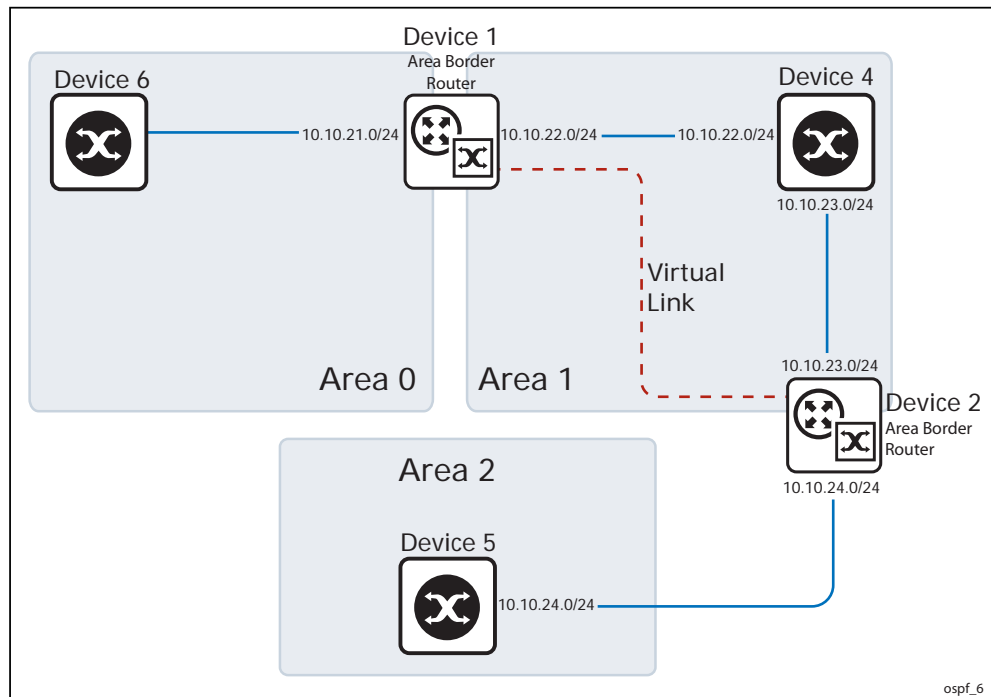 Device 1
Area Border
Router
Device 6
Device 4
10.10.21.0/24
10.10.22.0/24
10.10.22.0/24
10.10.23.0/24
Virtual
Link
Area 0
Area 1
10.10.23.0/24
Device 2
Area Border
Router
Area 2
10.10.24.0/24
Device 5
10.10.24.0/24
ospf_6